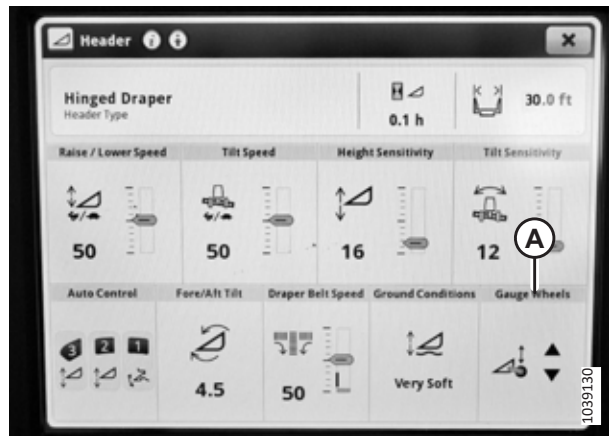 Header
Hinged Draper
Header Type
0.1 h
30.0 ft
Raise / Lower Speed
Tilt Speed
Height Sensitivity
Tilt Sensitivity
50
50
16
12
A
Auto Control
Fore/Aft Tilt
Draper Belt Speed
Ground Conditions
Gauge Wheels
3 2 1
4.5
50
Very Soft
1039130